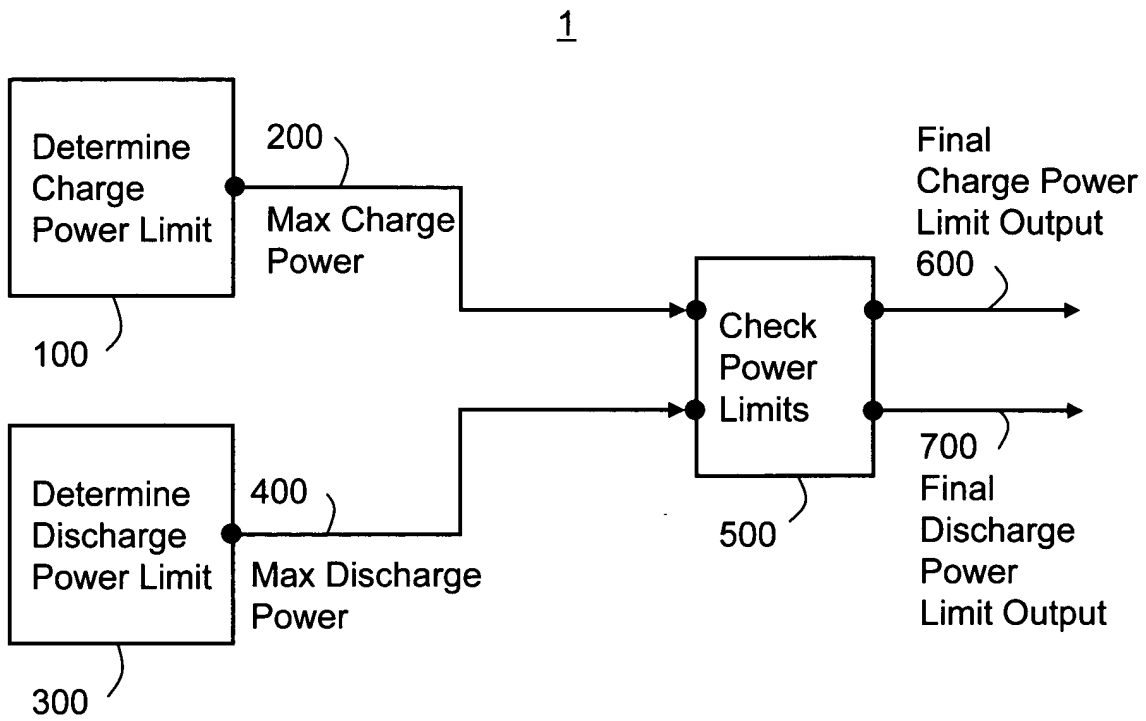 1
Determine
Charge
Power Limit
100
200
Max Charge
Power
Determine
Discharge
Power Limit
300
400
Max Discharge
Power
Check
Power
Limits
500
Final
Charge Power
Limit Output
600
700
Final
Discharge
Power
Limit Output